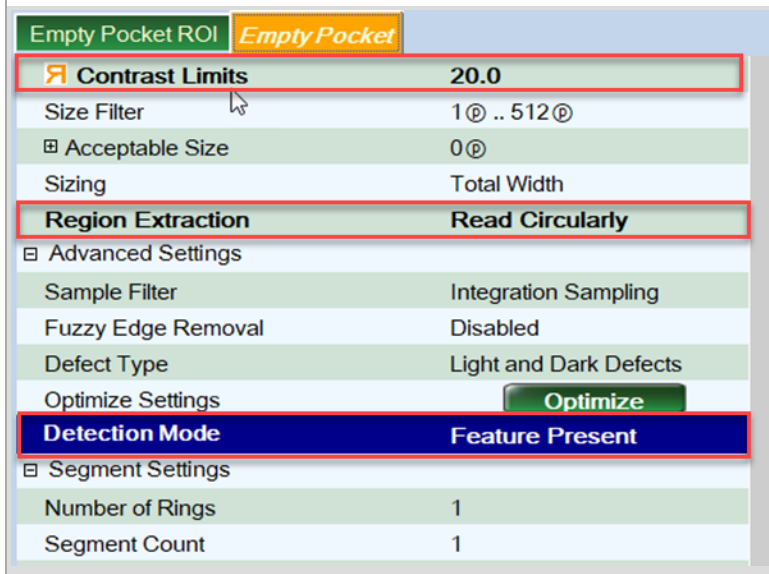 Empty Pocket ROI Empty Pocket
Я Contrast Limits 20.0
Size Filter 1ⓟ .. 512ⓟ
Acceptable Size 0ⓟ
Sizing Total Width
Region Extraction Read Circularly
Advanced Settings
Sample Filter Integration Sampling
Fuzzy Edge Removal Disabled
Defect Type Light and Dark Defects
Optimize Settings Optimize
Detection Mode Feature Present
Segment Settings
Number of Rings 1
Segment Count 1